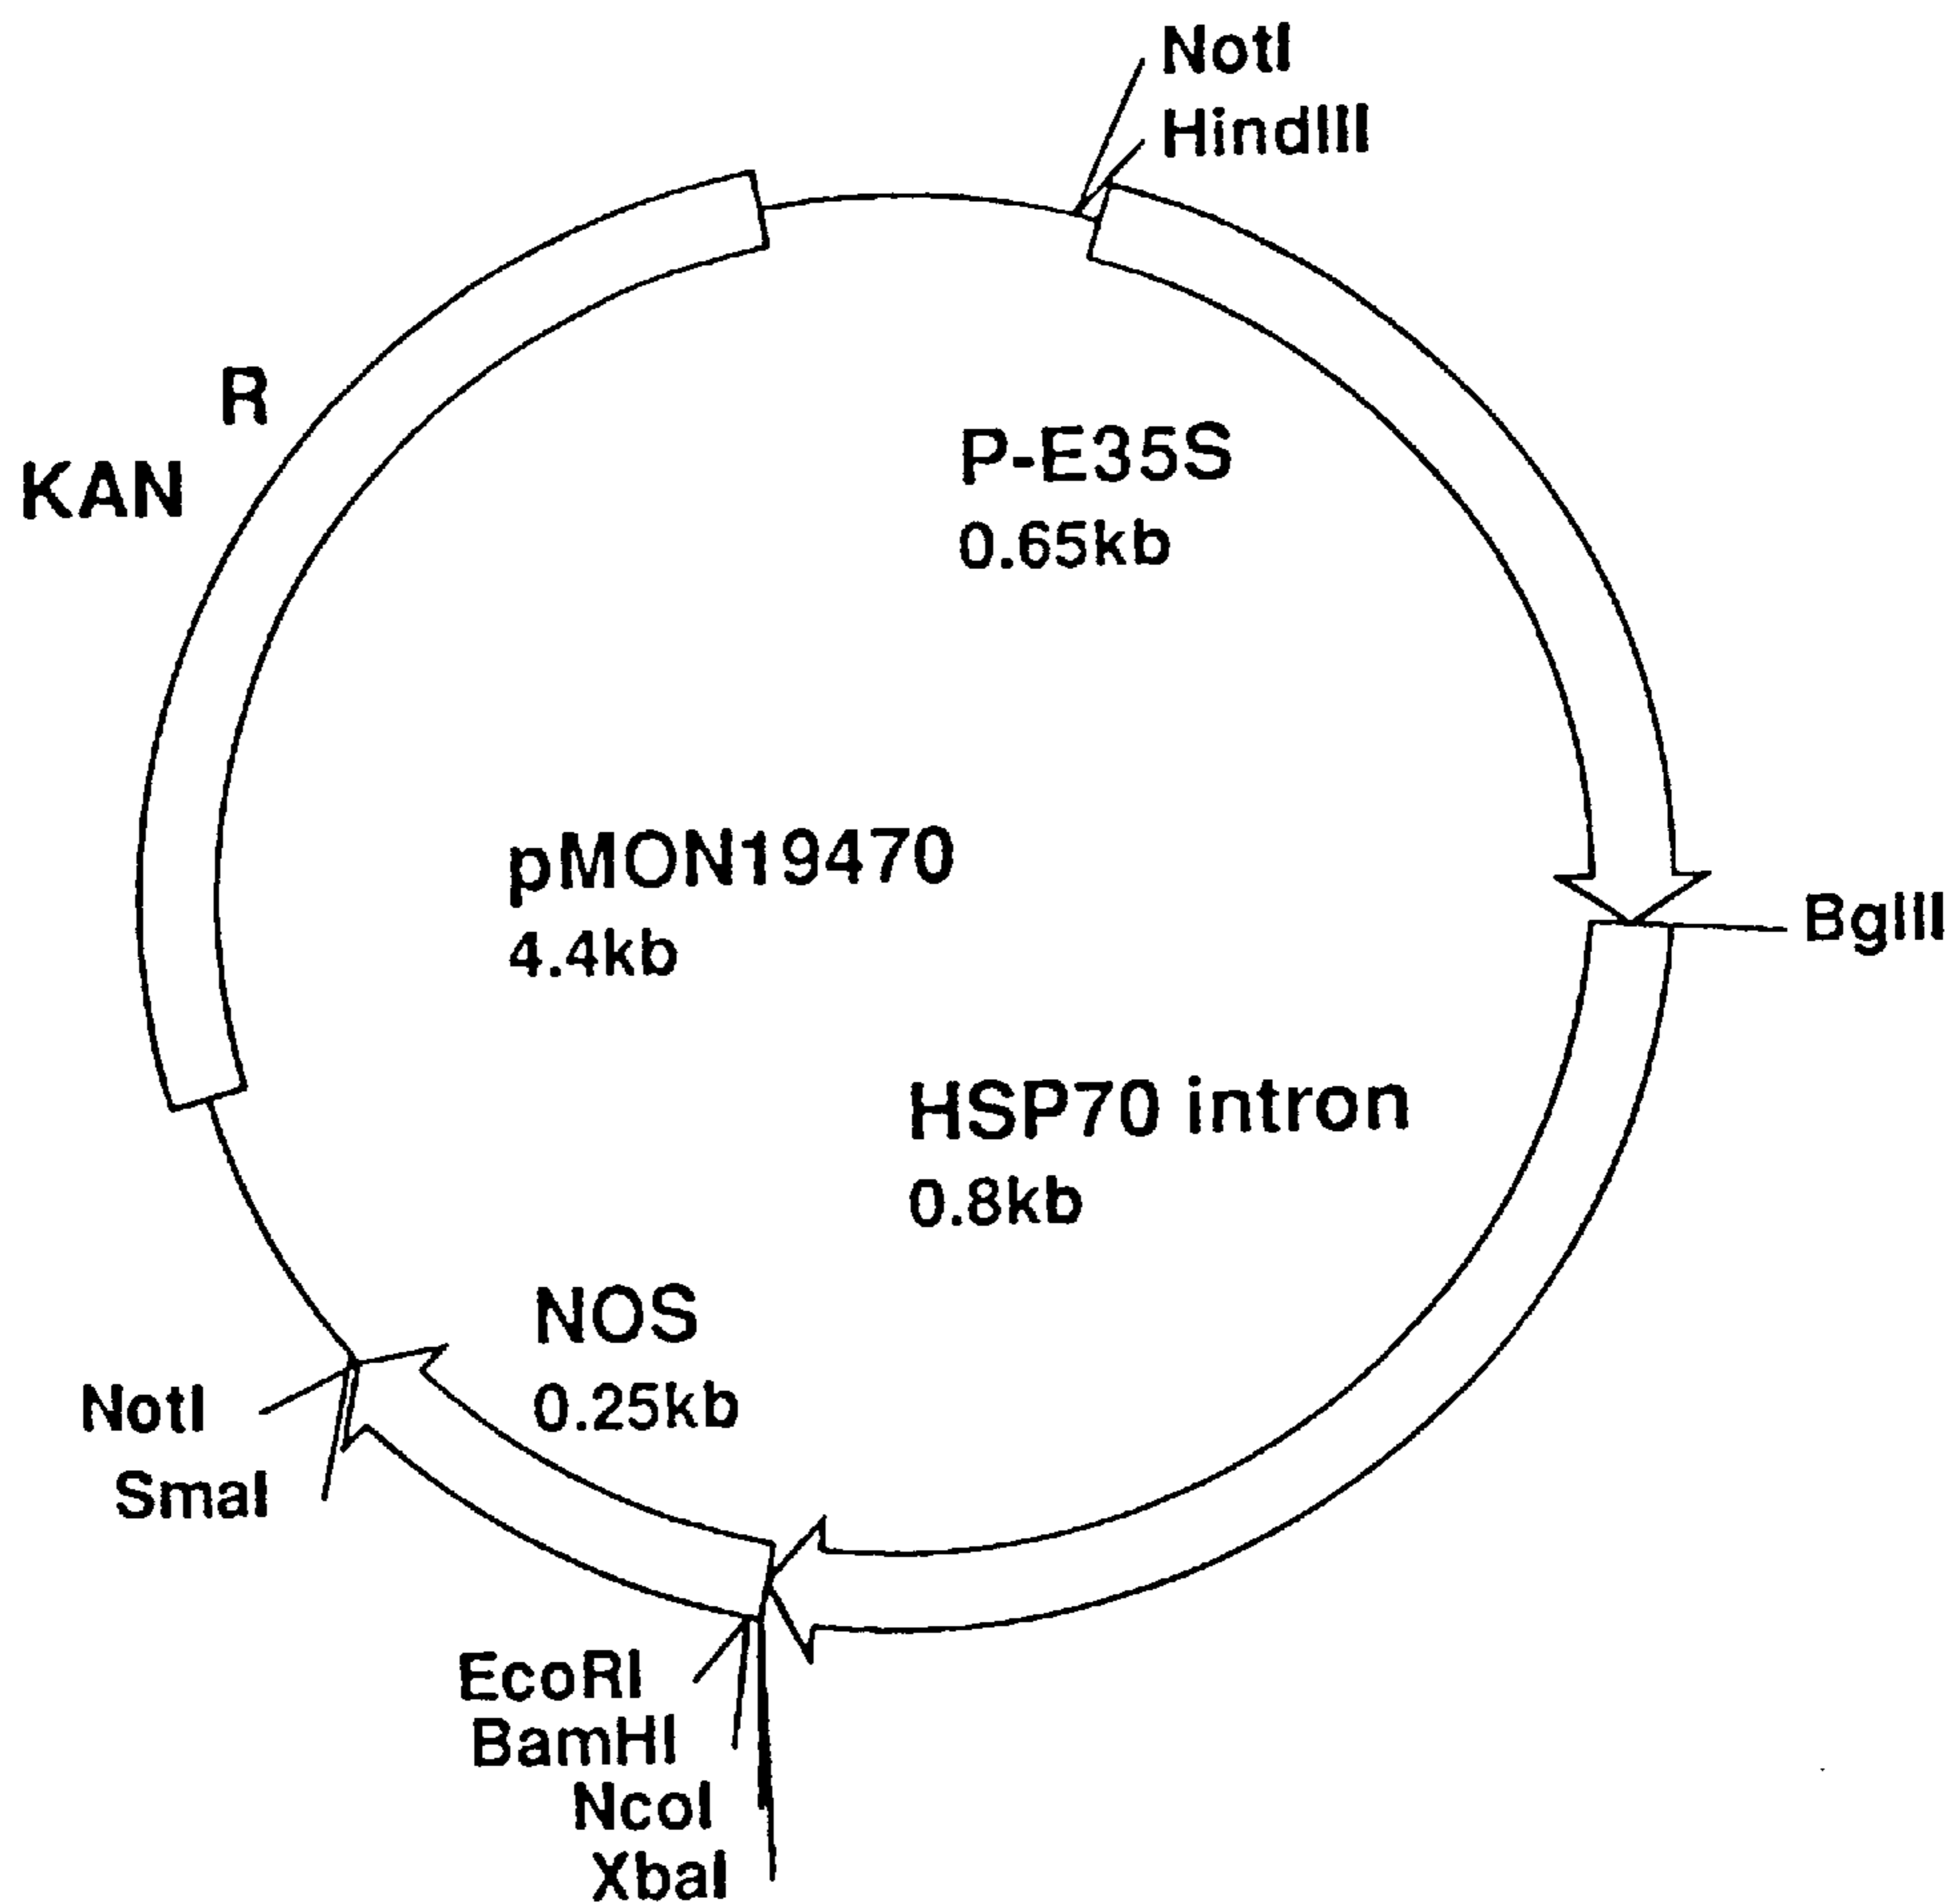 NotI
HindIII
R
KAN
P-E35S
0.65kb
pMON19470
4.4kb
BglII
HSP70 intron
0.8kb
NOS
0.25kb
NotI
SmaI
EcoRI
BamHI
NcoI
XbaI